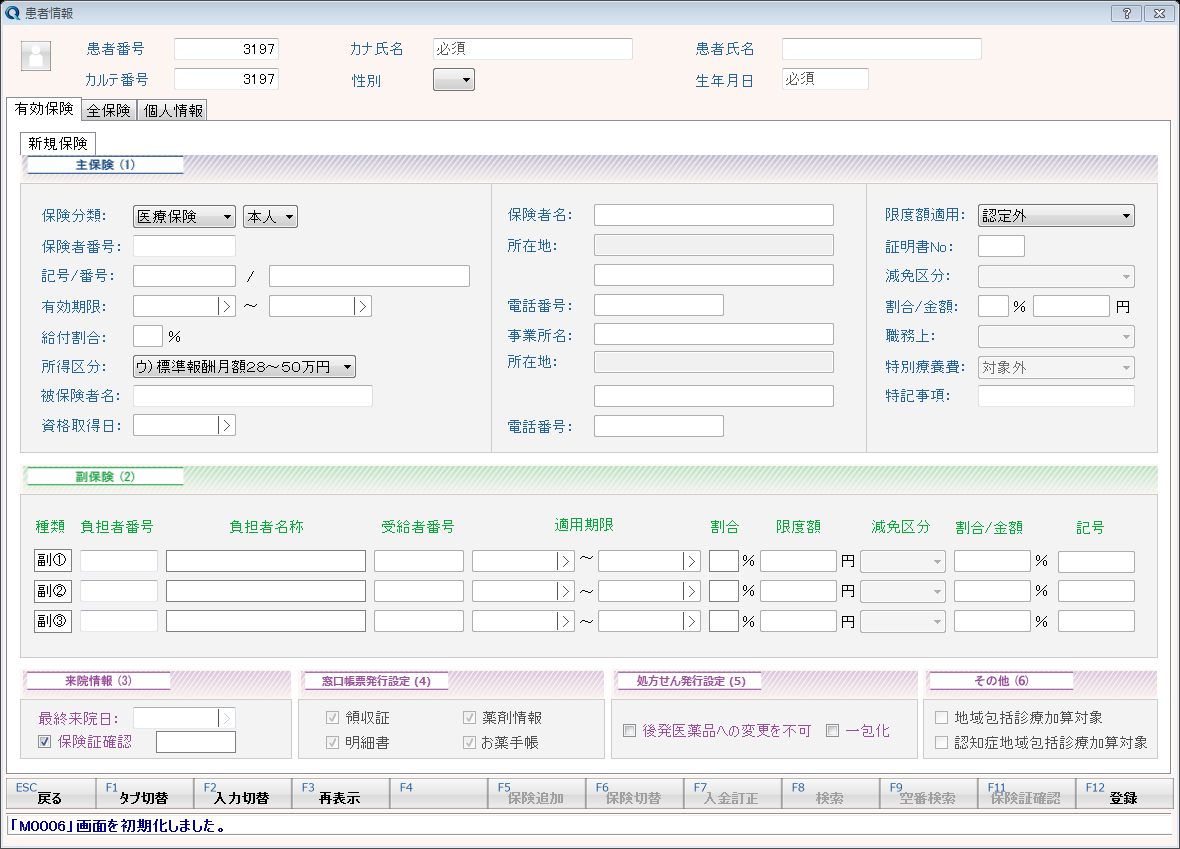 患者情報
患者番号 3197 カナ氏名 必須 患者氏名
カルテ番号 3197 性別 生年月日 必須
有効保険 全保険 個人情報
新規保険
主保険 (1)
保険分類: 医療保険 本人 保険者名: 限度額適用: 認定外
保険者番号: 所在地: 証明書No:
記号/番号: / 減免区分:
有効期限: ～ 電話番号: 割合/金額: % 円
給付割合: % 事業所名: 職務上:
所得区分: ウ)標準報酬月額28～50万円 所在地: 特別療養費: 対象外
被保険者名: 特記事項:
資格取得日: 電話番号:
副保険 (2)
種類 負担者番号 負担者名称 受給者番号 適用期限 割合 限度額 減免区分 割合/金額 記号
副① ～ % 円 %
副② ～ % 円 %
副③ ～ % 円 %
来院情報 (3) 窓口帳票発行設定 (4) 処方せん発行設定 (5) その他 (6)
最終来院日: 領収証 薬剤情報 後発医薬品への変更を不可 一包化 地域包括診療加算対象
保険証確認 明細書 お薬手帳 認知症地域包括診療加算対象
ESC 戻る F1 タブ切替 F2 入力切替 F3 再表示 F4 F5 保険追加 F6 保険切替 F7 入金訂正 F8 検索 F9 空番検索 F11 保険証確認 F12 登録
「M0006」画面を初期化しました。